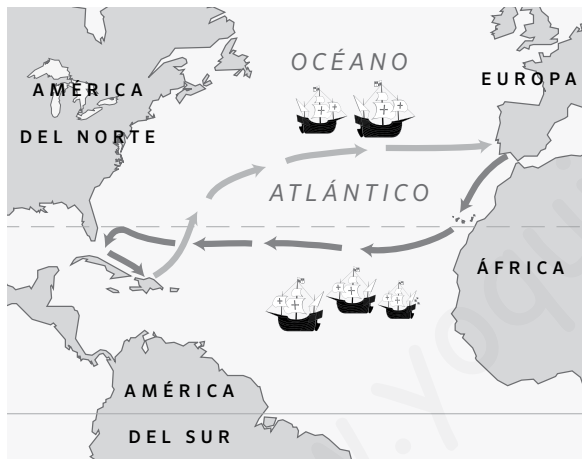 OCÉANO
EUROPA
AMÉRICA
DEL NORTE
ATLÁNTICO
ÁFRICA
AMÉRICA
DEL SUR